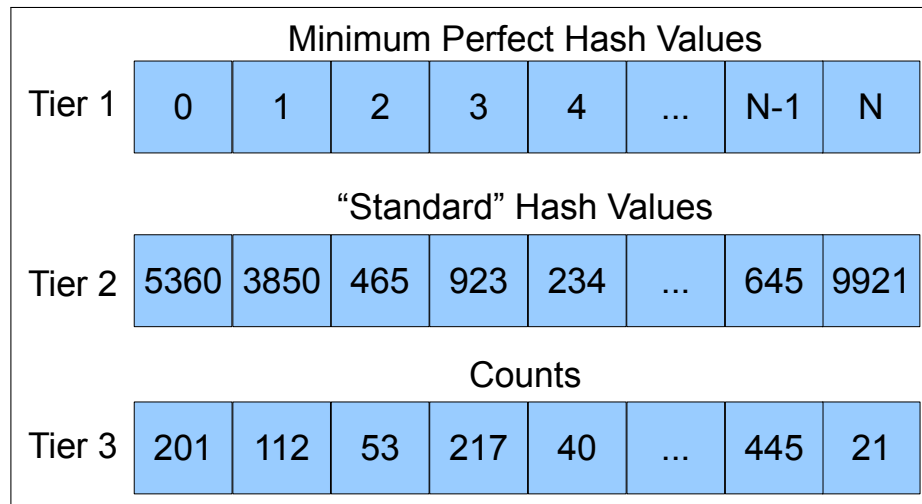 Minimum Perfect Hash Values
Tier 1 0 1 2 3 4 ... N-1 N
“Standard” Hash Values
Tier 2 5360 3850 465 923 234 ... 645 9921
Counts
Tier 3 201 112 53 217 40 ... 445 21